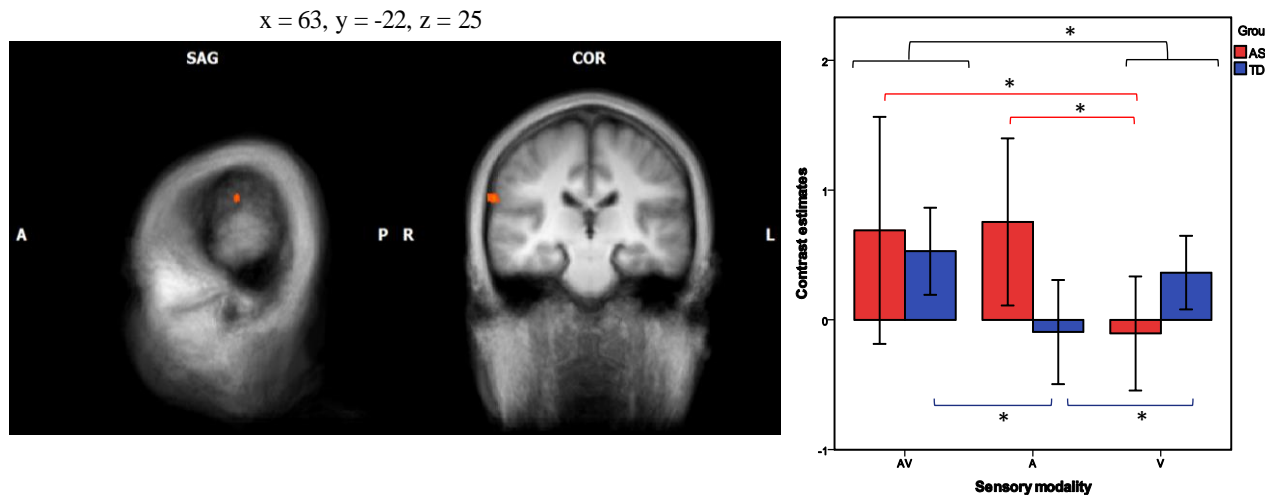 x = 63, y = -22, z = 25
SAG
COR
A
P
R
L
Grou
AS
TD
*
*
*
2
1
0
-1
Contrast estimates
*
*
AV
A
V
Sensory modality